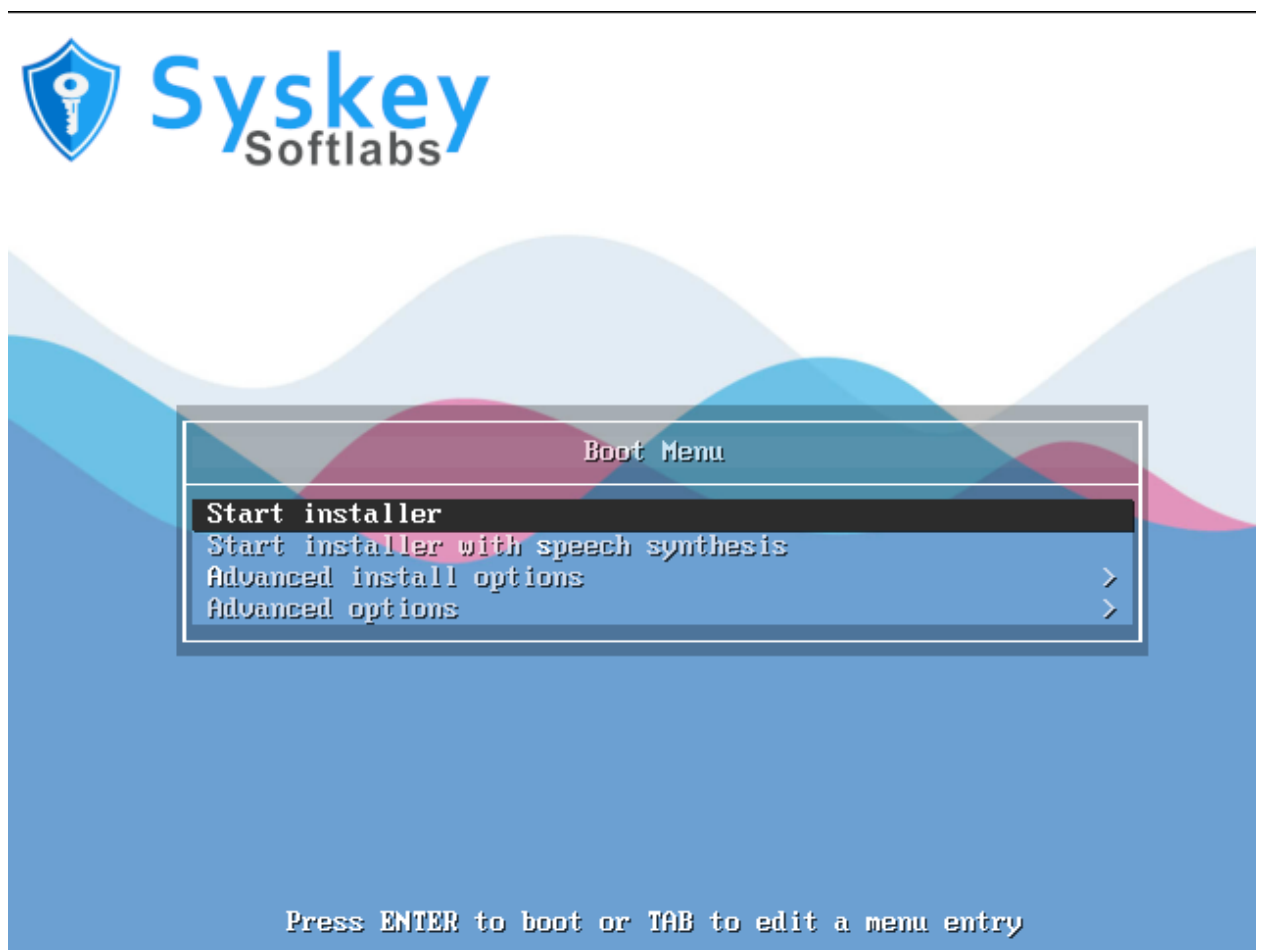 Syskey
Softlabs
Boot Menu
Start installer
Start installer with speech synthesis
Advanced install options >
Advanced options >
Press ENTER to boot or TAB to edit a menu entry